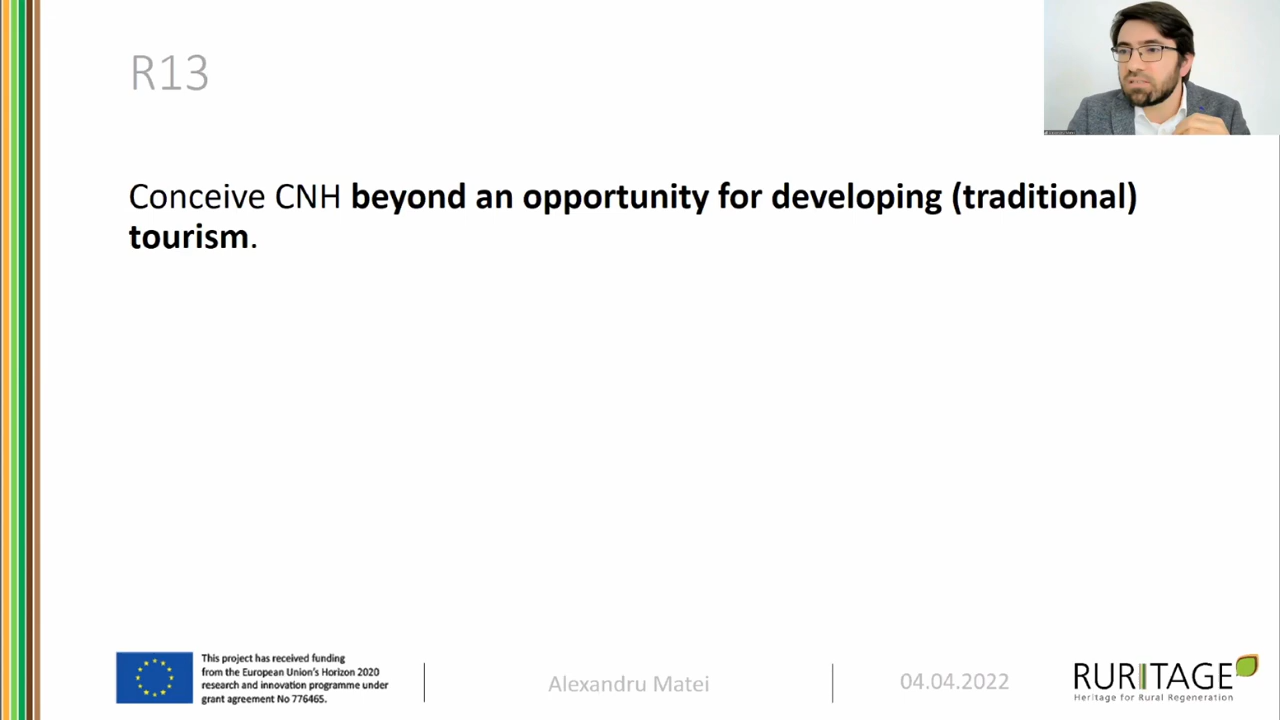 R13
Conceive CNH beyond an opportunity for developing (traditional)
tourism.
This project has received funding
from the European Union's Horizon 2020
research and innovation programme under
grant agreement No 776465.
Alexandru Matei
04.04.2022
RURITAGE
Heritage for Rural Regeneration